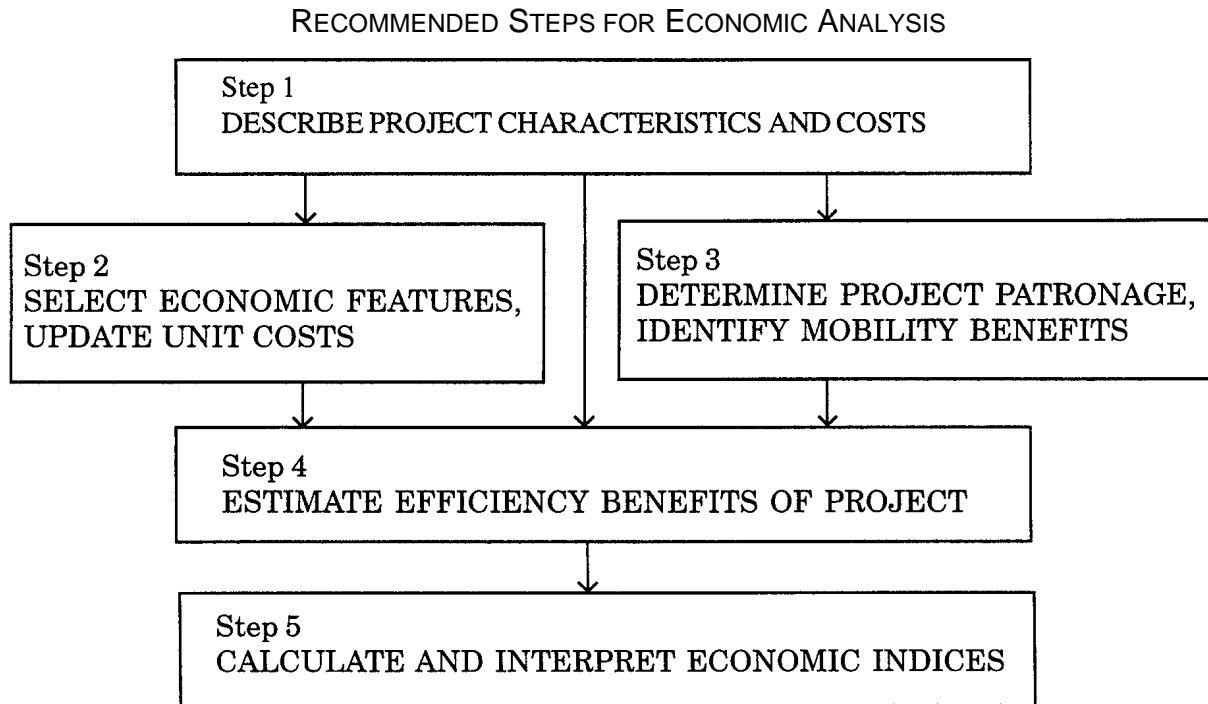 RECOMMENDED STEPS FOR ECONOMIC ANALYSIS
Step 1
DESCRIBE PROJECT CHARACTERISTICS AND COSTS
Step 2
SELECT ECONOMIC FEATURES,
UPDATE UNIT COSTS
Step 3
DETERMINE PROJECT PATRONAGE,
IDENTIFY MOBILITY BENEFITS
Step 4
ESTIMATE EFFICIENCY BENEFITS OF PROJECT
Step 5
CALCULATE AND INTERPRET ECONOMIC INDICES